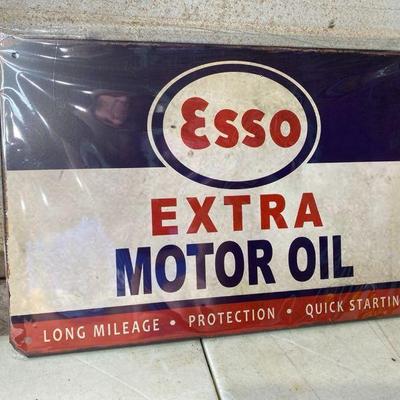 Esso
EXTRA
MOTOR OIL
LONG MILEAGE • PROTECTION • QUICK STARTIN